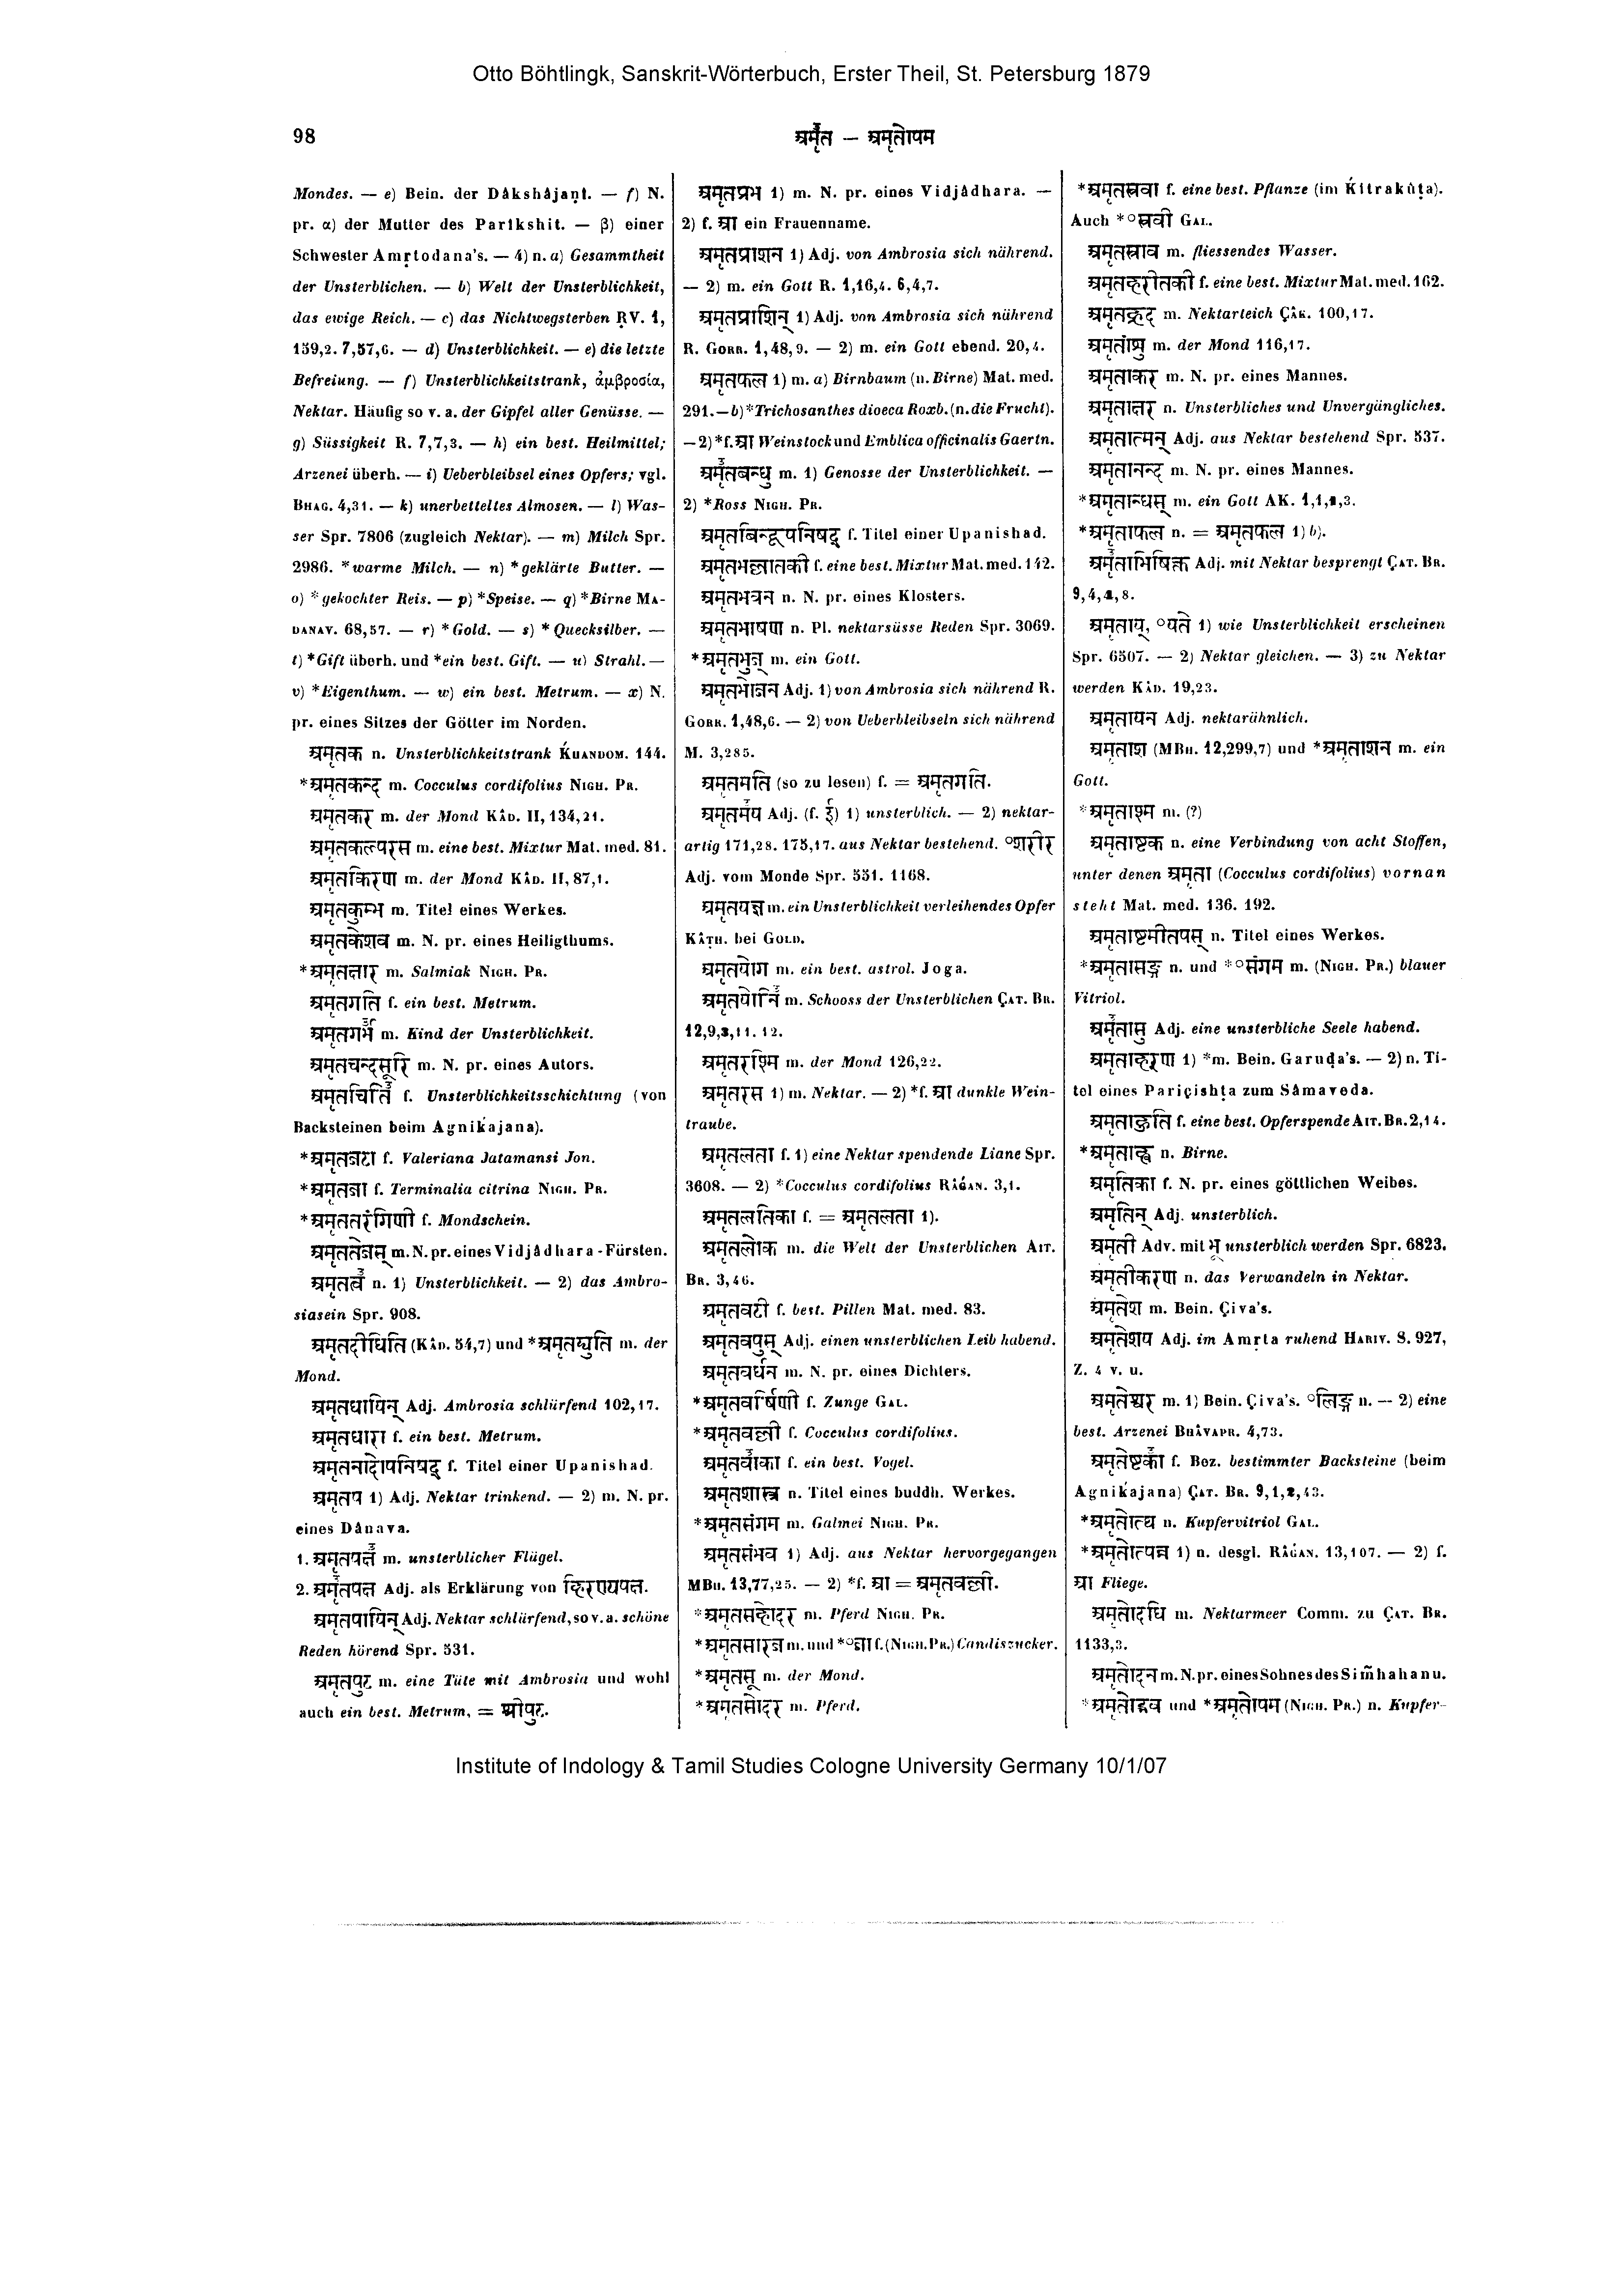 Otto Böhtlingk, Sanskrit-Wörterbuch, Erster Theil, St. Petersburg 1879
98
अमृ॑त — अमृतोपम
Mondes. — e) Bein. der Dâkshâjaṇî. — f) N.
pr. α) der Mutter des Parîkshit. — β) einer
Schwester Amṛtodana's. — 4) n. a) Gesammtheit
der Unsterblichen. — b) Welt der Unsterblichkeit,
das ewige Reich. — c) das Nichtwegsterben ṚV. 1,
159,2. 7,57,6. — d) Unsterblichkeit. — e) die letzte
Befreiung. — f) Unsterblichkeitstrank, ἀμβροσία,
Nektar. Häufig so v. a. der Gipfel aller Genüsse. —
g) Süssigkeit R. 7,7,3. — h) ein best. Heilmittel;
Arzenei überh. — i) Ueberbleibsel eines Opfers; vgl.
BHAG. 4,31. — k) unerbetteltes Almosen. — l) Was-
ser Spr. 7806 (zugleich Nektar). — m) Milch Spr.
2986. *warme Milch. — n) *geklärte Butter. —
o) *gekochter Reis. — p) *Speise. — q) *Birne MA-
DANAV. 68,57. — r) *Gold. — s) *Quecksilber. —
t) *Gift überh. und *ein best. Gift. — u) Strahl. —
v) *Eigenthum. — w) ein best. Metrum. — x) N.
pr. eines Sitzes der Götter im Norden.
अमृतक n. Unsterblichkeitstrank ḰHANDOM. 144.
*अमृतकन्द m. Cocculus cordifolius NIGH. PR.
अमृतकर m. der Mond KÂD. II, 134,21.
अमृतकल्परस m. eine best. Mixtur Mat. med. 81.
अमृतकिरण m. der Mond KÂD. II, 87,1.
अमृतकुम्भ m. Titel eines Werkes.
अमृतकेशव m. N. pr. eines Heiligthums.
*अमृतक्षार m. Salmiak NIGH. PR.
अमृतगति f. ein best. Metrum.
अमृतगर्भ॑ m. Kind der Unsterblichkeit.
अमृतचन्द्रसूरि m. N. pr. eines Autors.
अमृतचिति॑ f. Unsterblichkeitsschichtung (von
Backsteinen beim Agniḱajana).
*अमृतजटा f. Valeriana Jatamansi Jon.
*अमृतजा f. Terminalia citrina NIGH. PR.
*अमृततरंगिणी f. Mondschein.
अमृततेजस् m. N. pr. eines Vidjâdhara-Fürsten.
अमृतत्व॑ n. 1) Unsterblichkeit. — 2) das Ambro-
siasein Spr. 908.
अमृतदीधिति (KÂD. 54,7) und *अमृतद्युति m. der
Mond.
अमृतधायिन् Adj. Ambrosia schlürfend 102,17.
अमृतधारा f. ein best. Metrum.
अमृतनादोपनिषद् f. Titel einer Upanishad.
अमृतप 1) Adj. Nektar trinkend. — 2) m. N. pr.
eines Dânava.
1. अमृतपक्ष॑ m. unsterblicher Flügel.
2. अमृ॑तपक्ष Adj. als Erklärung von हिरण्यपक्ष.
अमृतपायिन् Adj. Nektar schlürfend, so v. a. schöne
Reden hörend Spr. 531.
अमृतपुट m. eine Tüte mit Ambrosia und wohl
auch ein best. Metrum, = श्रीपुट.
अमृतप्रभ 1) m. N. pr. eines Vidjâdhara. —
2) f. आ ein Frauenname.
अमृतप्राशन 1) Adj. von Ambrosia sich nährend.
— 2) m. ein Gott R. 1,16,4. 6,4,7.
अमृतप्राशिन् 1) Adj. von Ambrosia sich nährend
R. GORR. 1,48,9. — 2) m. ein Gott ebend. 20,4.
अमृतफल 1) m. a) Birnbaum (n. Birne) Mat. med.
291. — b) *Trichosanthes dioeca Roxb. (n. die Frucht).
— 2) *f. आ Weinstock und Emblica officinalis Gaertn.
अमृ॑तबन्धु m. 1) Genosse der Unsterblichkeit. —
2) *Ross NIGH. PR.
अमृतबिन्दूपनिषद् f. Titel einer Upanishad.
अमृतभल्लातकी f. eine best. Mixtur Mat. med. 142.
अमृतभवन n. N. pr. eines Klosters.
अमृतभाषण n. Pl. nektarsüsse Reden Spr. 3069.
*अमृतभुज् m. ein Gott.
अमृतभोजन Adj. 1) von Ambrosia sich nährend R.
GORR. 1,48,6. — 2) von Ueberbleibseln sich nährend
M. 3,285.
अमृतमति (so zu lesen) f. = अमृतगति.
अमृतम॑य Adj. (f. ई॑) 1) unsterblich. — 2) nektar-
artig 171,28. 175,17. aus Nektar bestehend. °शरीर
Adj. vom Monde Spr. 531. 1168.
अमृतयज्ञ m. ein Unsterblichkeit verleihendes Opfer
KÂṬH. bei GOLD.
अमृतयोग m. ein best. astrol. Joga.
अमृतयोनि॑ m. Schooss der Unsterblichen ÇAT. BR.
12,9,3,11. 12.
अमृतरश्मि m. der Mond 126,22.
अमृतरस 1) m. Nektar. — 2) *f. आ dunkle Wein-
traube.
अमृतलता f. 1) eine Nektar spendende Liane Spr.
3608. — 2) *Cocculus cordifolius RÂǴAN. 3,1.
अमृतलतिका f. = अमृतलता 1).
अमृतलोक m. die Welt der Unsterblichen AIT.
BR. 3,46.
अमृतवटी f. best. Pillen Mat. med. 83.
अमृतवपुस् Adj. einen unsterblichen Leib habend.
अमृतवर्धन m. N. pr. eines Dichters.
*अमृतवर्षिणी f. Zunge GAL.
*अमृतवल्ली f. Cocculus cordifolius.
अमृतवा॑का f. ein best. Vogel.
अमृतशास्त्र n. Titel eines buddh. Werkes.
*अमृतसंगम m. Galmei NIGH. PR.
अमृतसंभव 1) Adj. aus Nektar hervorgegangen
MBH. 13,77,25. — 2) *f. आ = अमृतवल्ली.
*अमृतसहोदर m. Pferd NIGH. PR.
*अमृतसारज m. und *°जा f. (NIGH. PR.) Candiszucker.
*अमृतसू m. der Mond.
*अमृतसोदर m. Pferd.
*अमृतस्रवा f. eine best. Pflanze (im Ḱitrakûṭa).
Auch *°स्रवी GAL.
अमृतस्राव m. fliessendes Wasser.
अमृतहरीतकी f. eine best. Mixtur Mat. med. 162.
अमृतह्रद m. Nektarteich ÇÂK. 100,17.
अमृतांशु m. der Mond 116,17.
अमृताकर m. N. pr. eines Mannes.
अमृताक्षर n. Unsterbliches und Unvergängliches.
अमृतात्मन् Adj. aus Nektar bestehend Spr. 537.
अमृतानन्द m. N. pr. eines Mannes.
*अमृतान्धस् m. ein Gott AK. 1,1,1,3.
*अमृताफल n. = अमृतफल 1) b).
अमृ॑ताभिषिक्त Adj. mit Nektar besprengt ÇAT. BR.
9,4,4,8.
अमृताय्, °यते 1) wie Unsterblichkeit erscheinen
Spr. 6507. — 2) Nektar gleichen. — 3) zu Nektar
werden KÂD. 19,23.
अमृतायन Adj. nektarähnlich.
अमृताश (MBH. 12,299,7) und *अमृताशन m. ein
Gott.
*अमृताश्म m. (?)
अमृताष्टक n. eine Verbindung von acht Stoffen,
unter denen अमृता (Cocculus cordifolius) vornan
steht Mat. med. 136. 192.
अमृताष्टमीतपस् n. Titel eines Werkes.
*अमृतासङ्ग n. und *°संगम m. (NIGH. PR.) blauer
Vitriol.
अमृ॑तासु Adj. eine unsterbliche Seele habend.
अमृताहरण 1) *m. Bein. Garuḍa's. — 2) n. Ti-
tel eines Pariçishṭa zum Sâmaveda.
अमृताहुति f. eine best. Opferspende AIT. BR. 2,14.
*अमृताह्व n. Birne.
अमृतिका f. N. pr. eines göttlichen Weibes.
अमृतिन् Adj. unsterblich.
अमृती Adv. mit भू unsterblich werden Spr. 6823.
अमृतीकरण n. das Verwandeln in Nektar.
अमृतेश m. Bein. Çiva's.
अमृतेशय Adj. im Amṛta ruhend HARIV. S. 927,
Z. 4 v. u.
अमृतेश्वर m. 1) Bein. Çiva's. °लिङ्ग n. — 2) eine
best. Arzenei BHÂVAPR. 4,73.
अमृतेष्टका॑ f. Bez. bestimmter Backsteine (beim
Agniḱajana) ÇAT. BR. 9,1,2,43.
*अमृतोत्थ n. Kupfervitriol GAL.
*अमृतोत्पन्न 1) n. desgl. RÂǴAN. 13,107. — 2) f.
आ Fliege.
अमृतोदधि m. Nektarmeer Comm. zu ÇAT. BR.
1133,3.
अमृतोदन m. N. pr. eines Sohnes des Siṁhahanu.
*अमृतोद्भव und *अमृतोपम (NIGH. PR.) n. Kupfer-
Institute of Indology & Tamil Studies Cologne University Germany 10/1/07